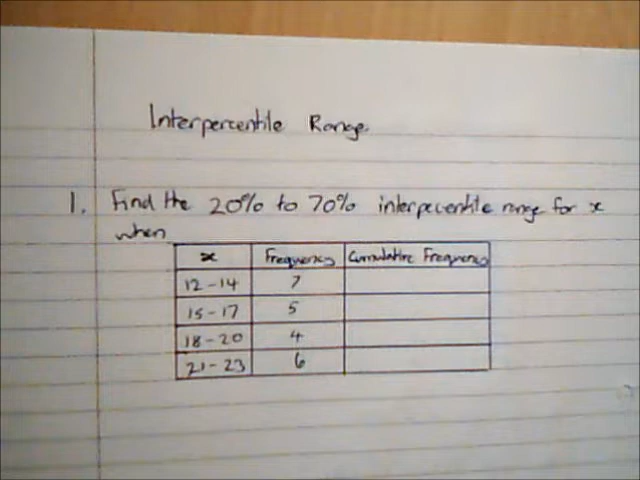 Interpercentile Range.
1. Find the 20% to 70% interpercentile range for x
when
x Frequency Cumulative Frequency
12-14 7
15-17 5
18-20 4
21-23 6